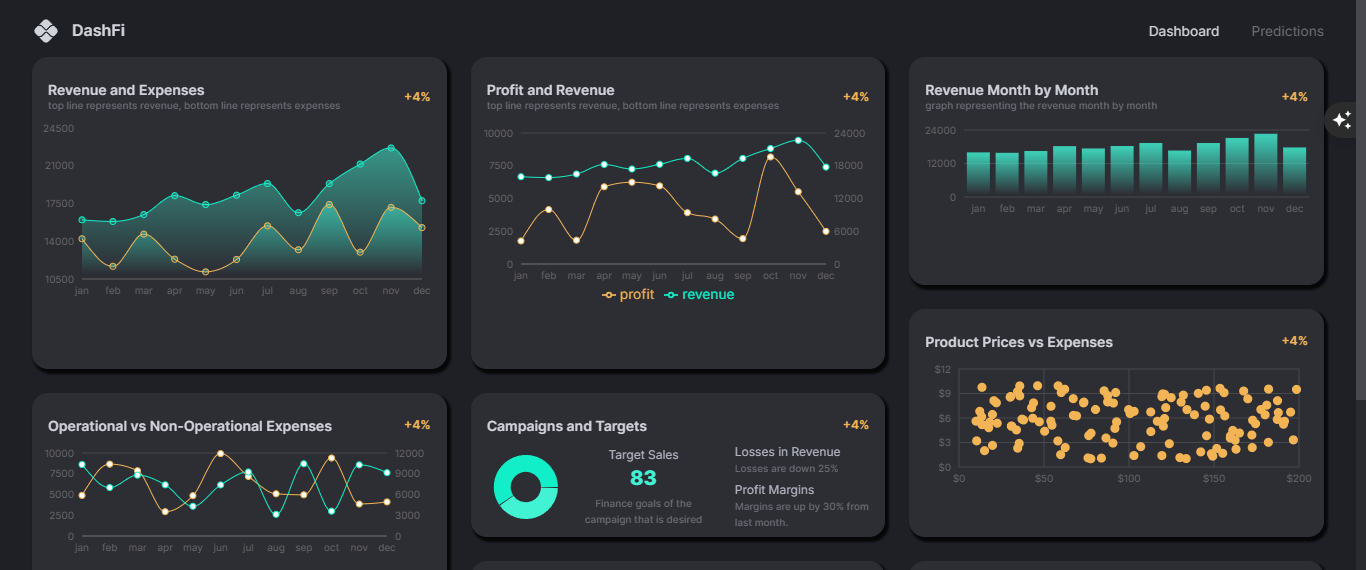 DashFi
Dashboard
Predictions
Revenue and Expenses
top line represents revenue, bottom line represents expenses
+4%
24500
21000
17500
14000
10500
jan feb mar apr may jun jul aug sep oct nov dec
Profit and Revenue
top line represents revenue, bottom line represents expenses
+4%
10000
7500
5000
2500
0
24000
18000
12000
6000
0
jan feb mar apr may jun jul aug sep oct nov dec
profit revenue
Revenue Month by Month
graph representing the revenue month by month
+4%
24000
12000
0
jan feb mar apr may jun jul aug sep oct nov dec
Operational vs Non-Operational Expenses
+4%
10000
7500
5000
2500
0
12000
9000
6000
3000
0
jan feb mar apr may jun jul aug sep oct nov dec
Campaigns and Targets
+4%
Target Sales
83
Finance goals of the
campaign that is desired
Losses in Revenue
Losses are down 25%
Profit Margins
Margins are up by 30% from
last month.
Product Prices vs Expenses
+4%
$12
$9
$6
$3
$0
$0 $50 $100 $150 $200